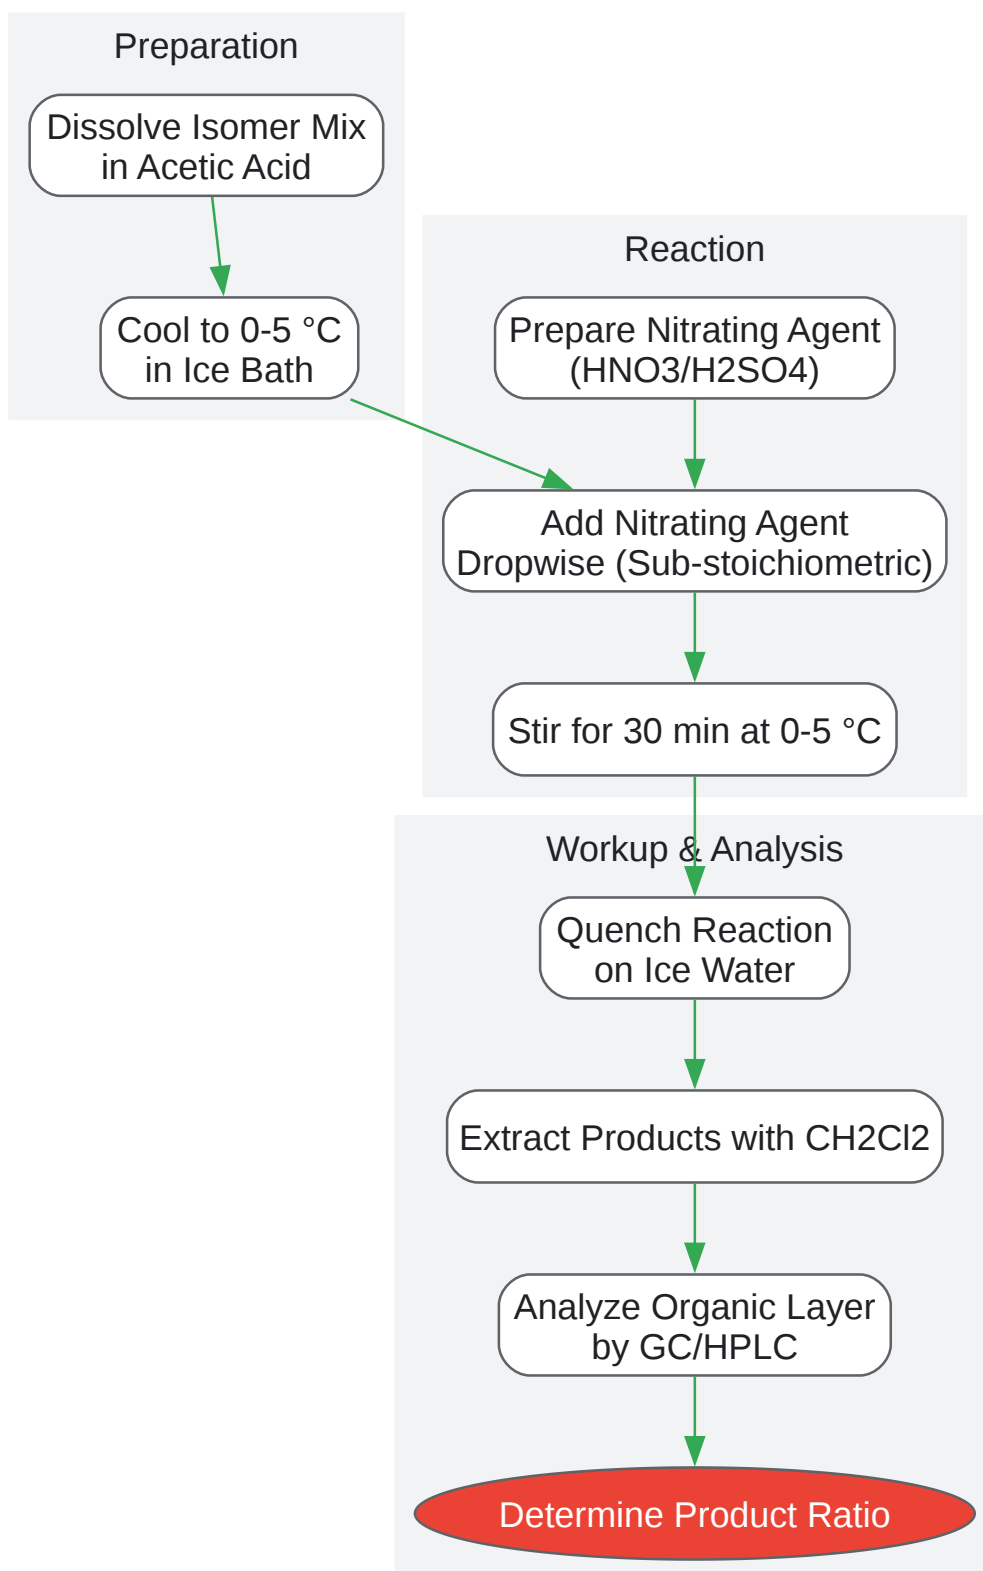 Preparation
Dissolve Isomer Mix
in Acetic Acid
Cool to 0-5 °C
in Ice Bath
Reaction
Prepare Nitrating Agent
(HNO3/H2SO4)
Add Nitrating Agent
Dropwise (Sub-stoichiometric)
Stir for 30 min at 0-5 °C
Workup & Analysis
Quench Reaction
on Ice Water
Extract Products with CH2Cl2
Analyze Organic Layer
by GC/HPLC
Determine Product Ratio